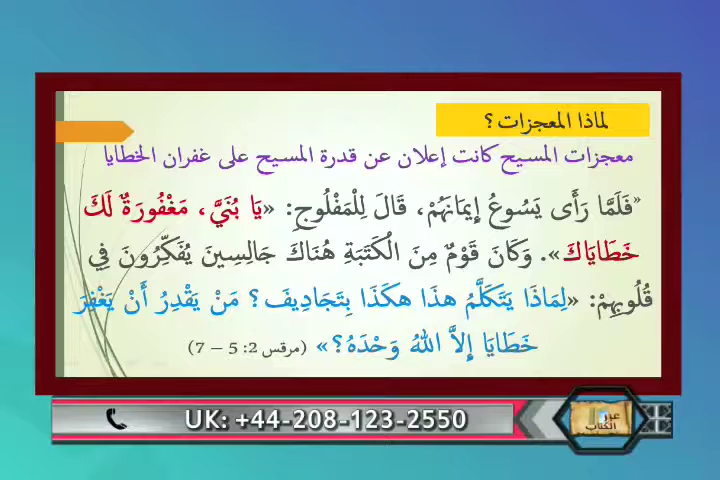 لماذا المعجزات ؟
معجزات المسيح كانت إعلان عن قدرة المسيح على غفران الخطايا
"فَلَمَّا رَأَى يَسُوعُ إِيمَانَهُمْ، قَالَ لِلْمَفْلُوجِ: «يَا بُنَيَّ، مَغْفُورَةٌ لَكَ
خَطَايَاكَ». وَكَانَ قَوْمٌ مِنَ الْكَتَبَةِ هُنَاكَ جَالِسِينَ يُفَكِّرُونَ فِي
قُلُوبِهِمْ: «لِمَاذَا يَتَكَلَّمُ هذَا هكَذَا بِتَجَادِيفَ؟ مَنْ يَقْدِرُ أَنْ يَغْفِرَ
خَطَايَا إِلاَّ اللهُ وَحْدَهُ؟» (مرقس 2: 5 – 7)
UK: +44-208-123-2550